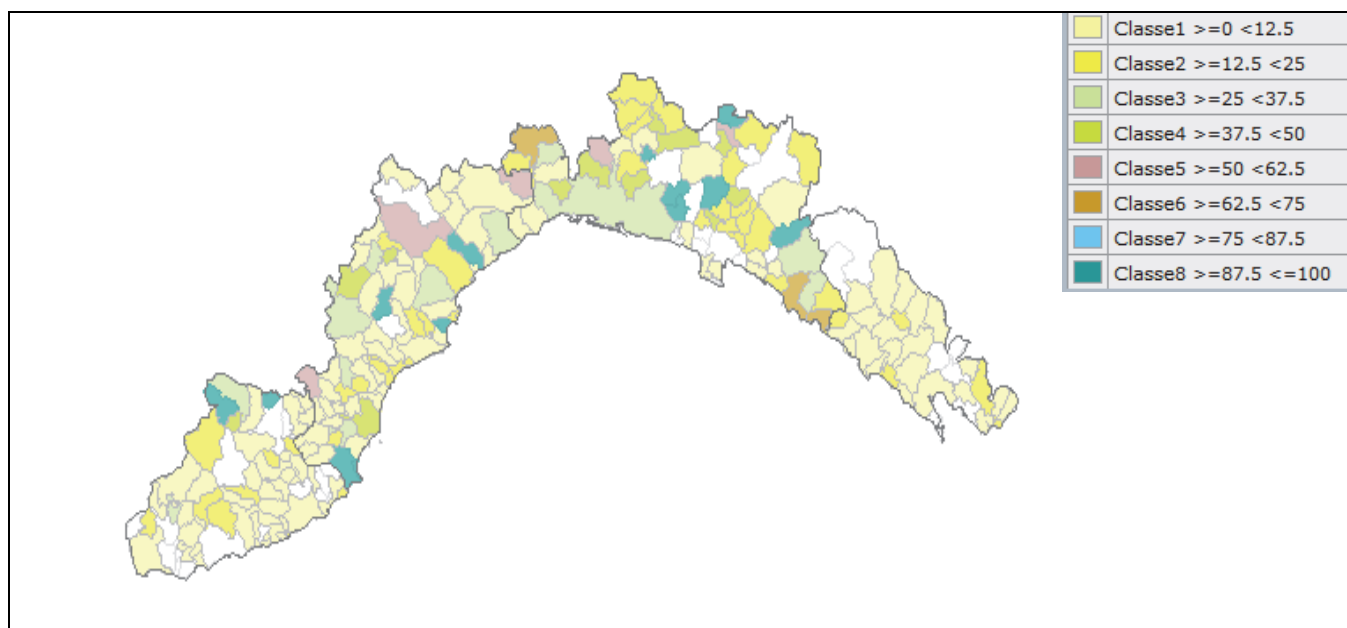 Classe1 >=0 <12.5
Classe2 >=12.5 <25
Classe3 >=25 <37.5
Classe4 >=37.5 <50
Classe5 >=50 <62.5
Classe6 >=62.5 <75
Classe7 >=75 <87.5
Classe8 >=87.5 <=100